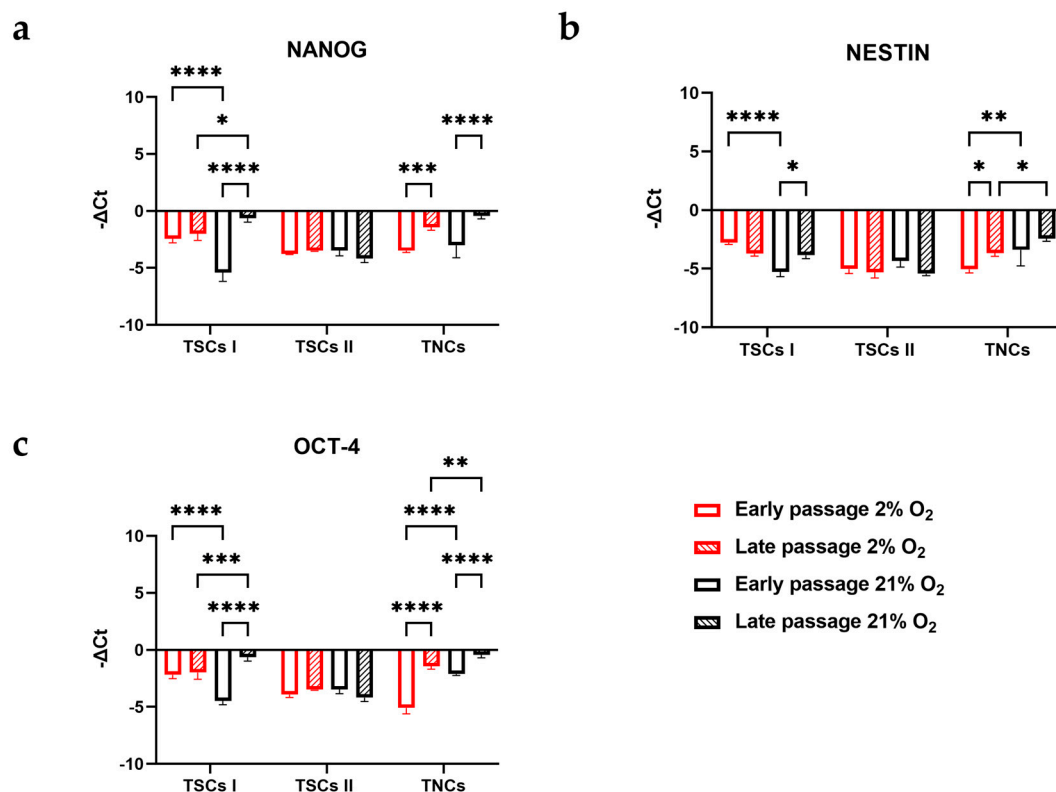 a
NANOG
**** 
* ****
**** ***
10
5
0
-5
-10
-ΔCt
TSCs I TSCs II TNCs
b
NESTIN
**** **
* * *
10
5
0
-5
-10
-ΔCt
TSCs I TSCs II TNCs
c
OCT-4
**
**** ****
*** ****
**** ****
10
5
0
-5
-10
-ΔCt
TSCs I TSCs II TNCs
Early passage 2% O₂
Late passage 2% O₂
Early passage 21% O₂
Late passage 21% O₂